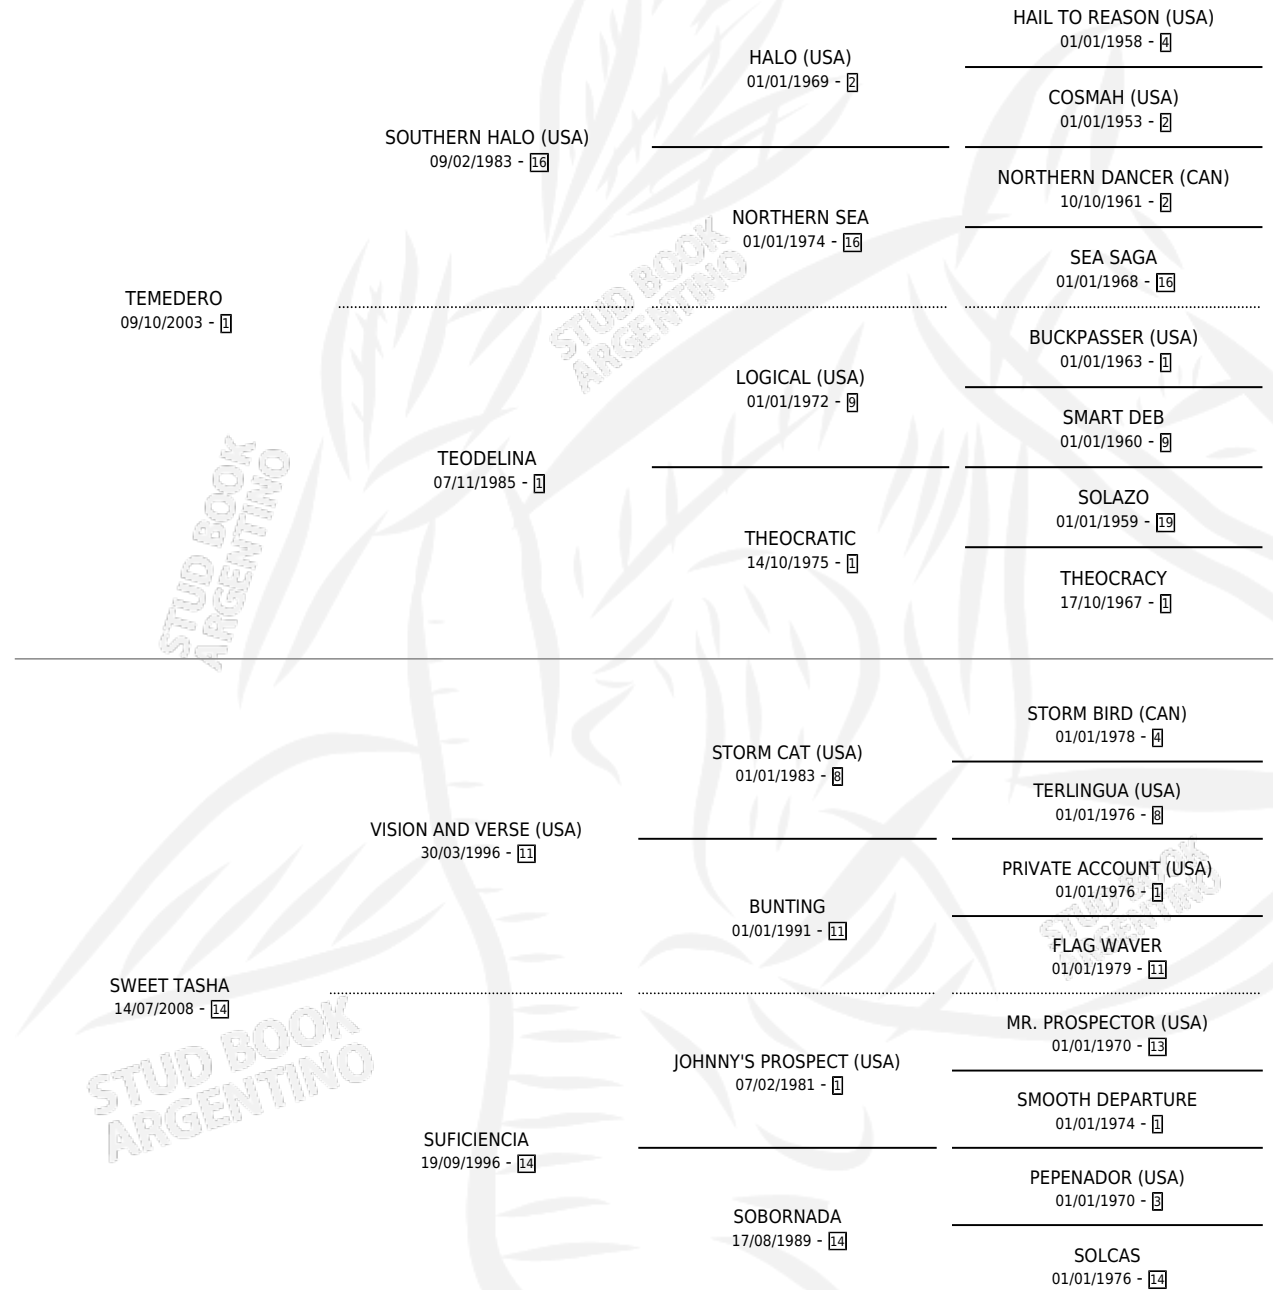 HAIL TO REASON (USA)
01/01/1958 - 4
HALO (USA)
01/01/1969 - 2
COSMAH (USA)
01/01/1953 - 2
SOUTHERN HALO (USA)
09/02/1983 - 16
NORTHERN DANCER (CAN)
10/10/1961 - 2
NORTHERN SEA
01/01/1974 - 16
SEA SAGA
01/01/1968 - 16
TEMEDERO
09/10/2003 - 1
BUCKPASSER (USA)
01/01/1963 - 1
LOGICAL (USA)
01/01/1972 - 9
SMART DEB
01/01/1960 - 9
TEODELINA
07/11/1985 - 1
SOLAZO
01/01/1959 - 19
THEOCRATIC
14/10/1975 - 1
THEOCRACY
17/10/1967 - 1
STORM BIRD (CAN)
01/01/1978 - 4
STORM CAT (USA)
01/01/1983 - 8
TERLINGUA (USA)
01/01/1976 - 8
VISION AND VERSE (USA)
30/03/1996 - 11
PRIVATE ACCOUNT (USA)
01/01/1976 - 1
BUNTING
01/01/1991 - 11
FLAG WAVER
01/01/1979 - 11
SWEET TASHA
14/07/2008 - 14
MR. PROSPECTOR (USA)
01/01/1970 - 13
JOHNNY'S PROSPECT (USA)
07/02/1981 - 1
SMOOTH DEPARTURE
01/01/1974 - 1
SUFICIENCIA
19/09/1996 - 14
PEPENADOR (USA)
01/01/1970 - 3
SOBORNADA
17/08/1989 - 14
SOLCAS
01/01/1976 - 14
STUD BOOK
ARGENTINO
STUD BOOK
ARGENTINO
STUD BOOK
ARGENTINO
STUD BOOK
ARGENTINO